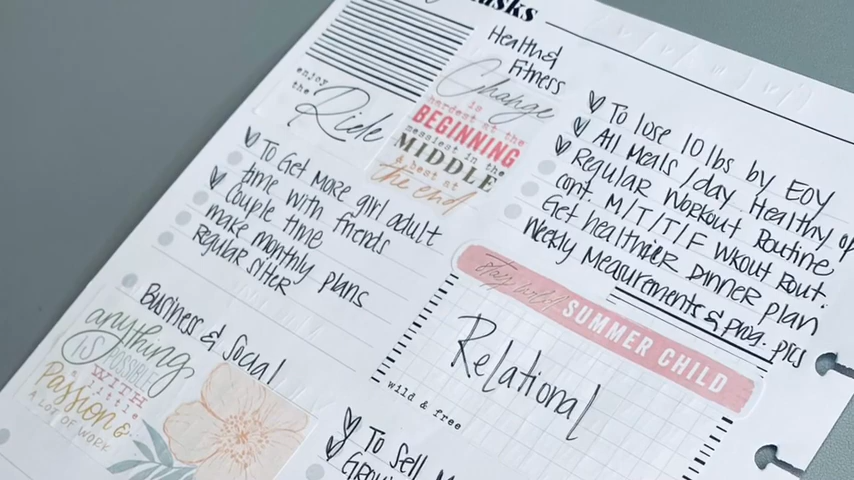 enjoy
the
Ride
Health &
Fitness
Change
is
hardest at the
BEGINNING
messiest in the
MIDDLE
& best at
the end
To lose 10 lbs by EOY
All Meals / day Healthy
Regular Workout Routine
cont. M/T/T/F WKout Rout.
Get healthier DINNER plan
Weekly Measurements & prog. pics
To Get More girl adult
time with friends
Couple time
make monthly plans
Regular sitter
stay wild
SUMMER CHILD
Relational
wild & free
Business & Social
anything
IS POSSIBLE
WITH
a little
Passion &
A LOT OF WORK
To Sell